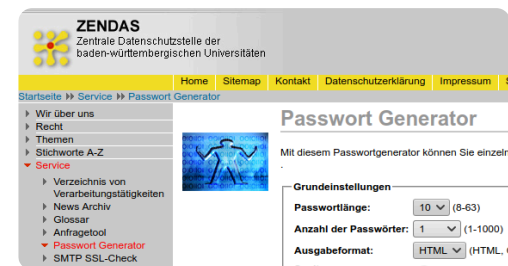 ZENDAS
Zentrale Datenschutzstelle der
baden-württembergischen Universitäten
Home Sitemap Kontakt Datenschutzerklärung Impressum
Startseite Service Passwort Generator
Wir über uns
Recht
Themen
Stichworte A-Z
Service
Verzeichnis von
Verarbeitungstätigkeiten
News Archiv
Glossar
Anfragetool
Passwort Generator
SMTP SSL-Check
Passwort Generator
Mit diesem Passwortgenerator können Sie einzeln
.
Grundeinstellungen
Passwortlänge: 10 (8-63)
Anzahl der Passwörter: 1 (1-1000)
Ausgabeformat: HTML (HTML,